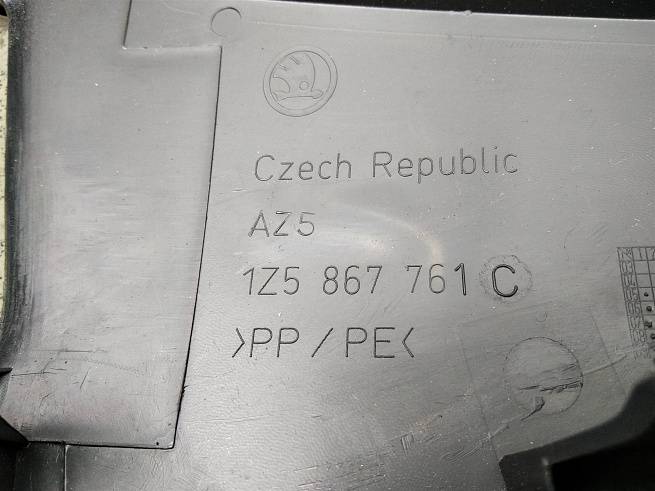 Czech Republic
AZ5
1Z5 867 761 C
>PP/PE<